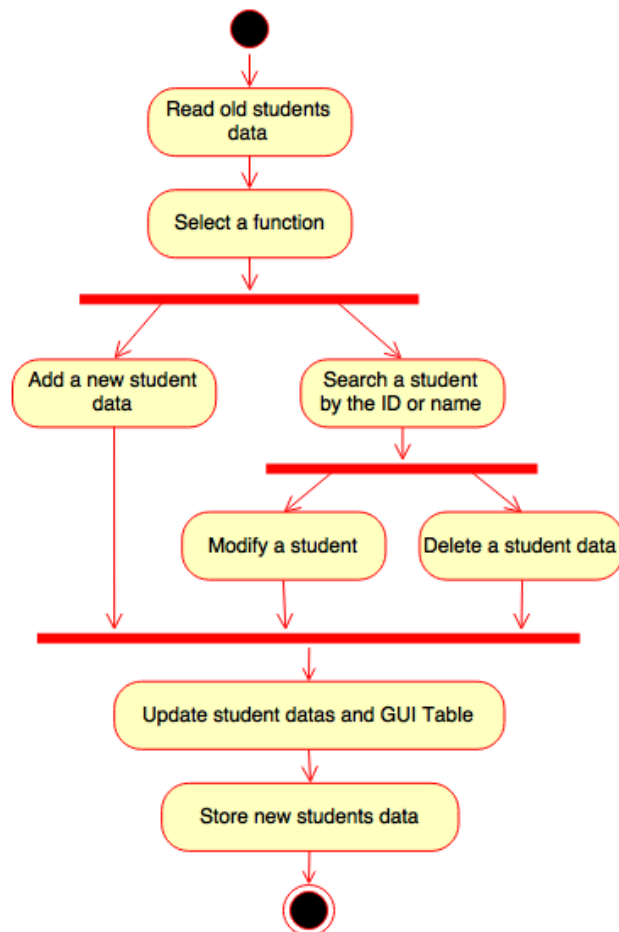 Read old students
data
Select a function
Add a new student
data
Search a student
by the ID or name
Modify a student
Delete a student data
Update student datas and GUI Table
Store new students data